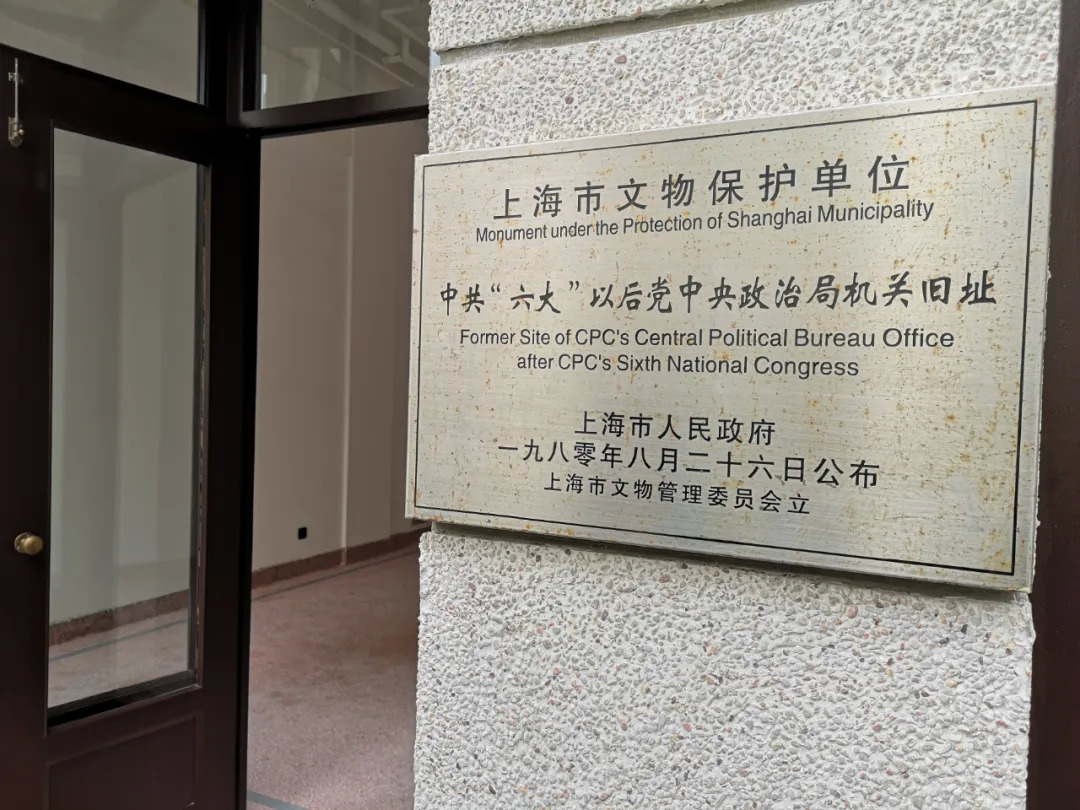 上海市文物保护单位
Monument under the Protection of Shanghai Municipality
中共“六大”以后党中央政治局机关旧址
Former Site of CPC's Central Political Bureau Office
after CPC's Sixth National Congress
上海市人民政府
一九八零年八月二十六日公布
上海市文物管理委员会立